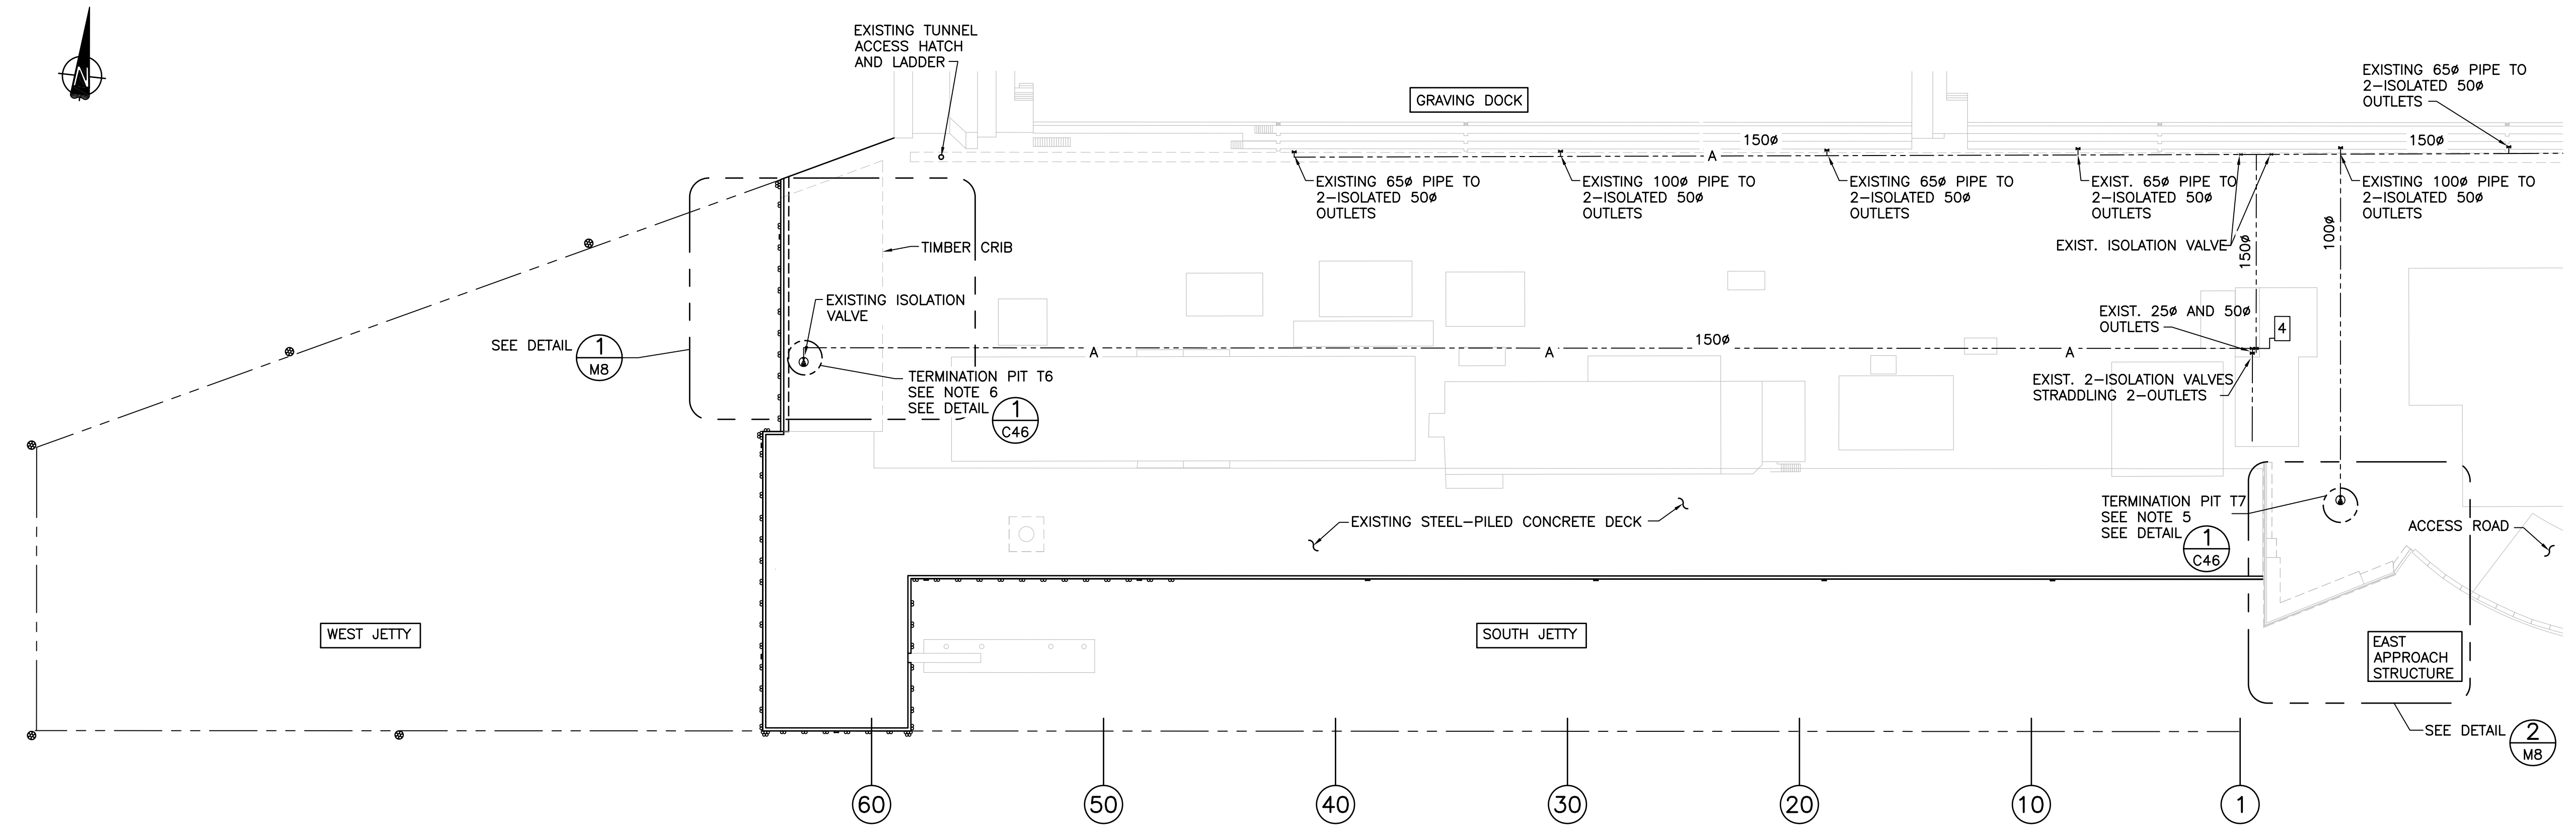 N
EXISTING TUNNEL
ACCESS HATCH
AND LADDER
GRAVING DOCK
EXISTING 65ø PIPE TO
2-ISOLATED 50ø
OUTLETS
150ø
A
150ø
EXISTING 65ø PIPE TO
2-ISOLATED 50ø
OUTLETS
EXISTING 100ø PIPE TO
2-ISOLATED 50ø
OUTLETS
EXISTING 65ø PIPE TO
2-ISOLATED 50ø
OUTLETS
EXIST. 65ø PIPE TO
2-ISOLATED 50ø
OUTLETS
EXISTING 100ø PIPE TO
2-ISOLATED 50ø
OUTLETS
TIMBER CRIB
EXIST. ISOLATION VALVE
150ø
100ø
EXISTING ISOLATION
VALVE
EXIST. 25ø AND 50ø
OUTLETS
4
SEE DETAIL
1
M8
A
A
150ø
A
TERMINATION PIT T6
SEE NOTE 6
SEE DETAIL
1
C46
EXIST. 2-ISOLATION VALVES
STRADDLING 2-OUTLETS
EXISTING STEEL-PILED CONCRETE DECK
TERMINATION PIT T7
SEE NOTE 5
SEE DETAIL
1
C46
ACCESS ROAD
WEST JETTY
SOUTH JETTY
EAST
APPROACH
STRUCTURE
SEE DETAIL
2
M8
60
50
40
30
20
10
1